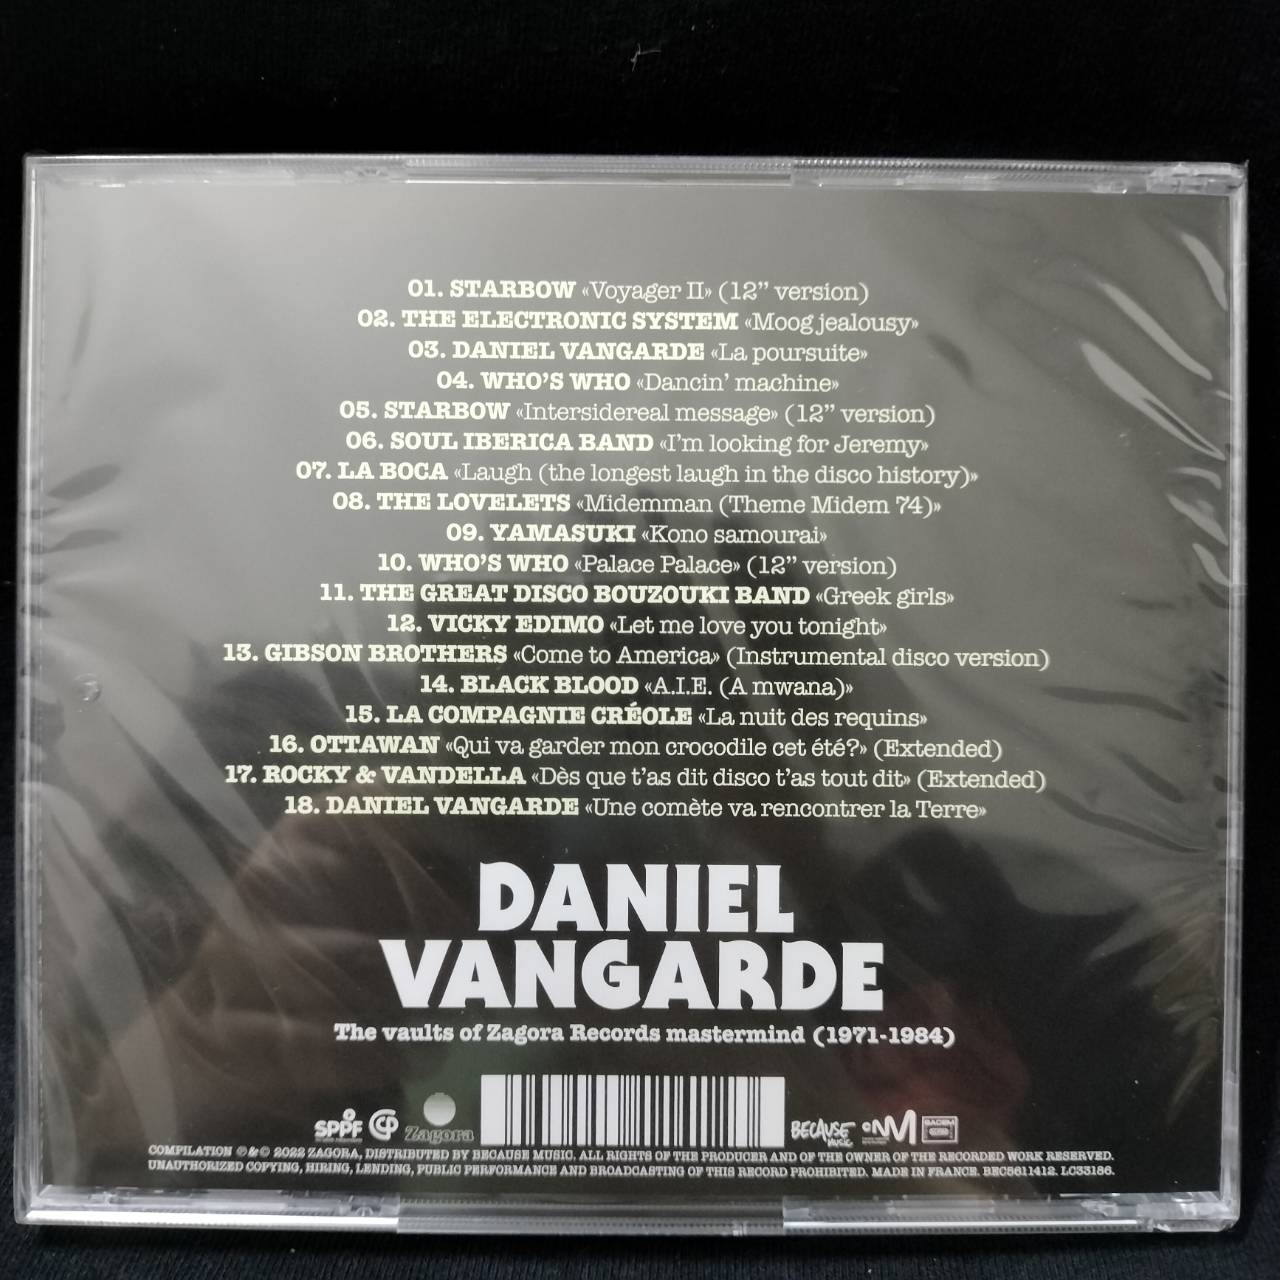 01. STARBOW «Voyager II» (12” version)
02. THE ELECTRONIC SYSTEM «Moog jealousy»
03. DANIEL VANGARDE «La poursuite»
04. WHO’S WHO «Dancin’ machine»
05. STARBOW «Intersidereal message» (12” version)
06. SOUL IBERICA BAND «I’m looking for Jeremy»
07. LA BOCA «Laugh (the longest laugh in the disco history)»
08. THE LOVELETS «Midemman (Theme Midem 74)»
09. YAMASUKI «Kono samourai»
10. WHO’S WHO «Palace Palace» (12” version)
11. THE GREAT DISCO BOUZOUKI BAND «Greek girls»
12. VICKY EDIMO «Let me love you tonight»
13. GIBSON BROTHERS «Come to America» (Instrumental disco version)
14. BLACK BLOOD «A.I.E. (A mwana)»
15. LA COMPAGNIE CRÉOLE «La nuit des requins»
16. OTTAWAN «Qui va garder mon crocodile cet été?» (Extended)
17. ROCKY & VANDELLA «Dès que t’as dit disco t’as tout dit» (Extended)
18. DANIEL VANGARDE «Une comète va rencontrer la Terre»
DANIEL
VANGARDE
The vaults of Zagora Records mastermind (1971-1984)
SPPF CP Zagora BECAUSE MUSIC CNM SACEM
COMPILATION ℗&© 2022 ZAGORA, DISTRIBUTED BY BECAUSE MUSIC. ALL RIGHTS OF THE PRODUCER AND OF THE OWNER OF THE RECORDED WORK RESERVED.
UNAUTHORIZED COPYING, HIRING, LENDING, PUBLIC PERFORMANCE AND BROADCASTING OF THIS RECORD PROHIBITED. MADE IN FRANCE. BEC5611412. LC33186.